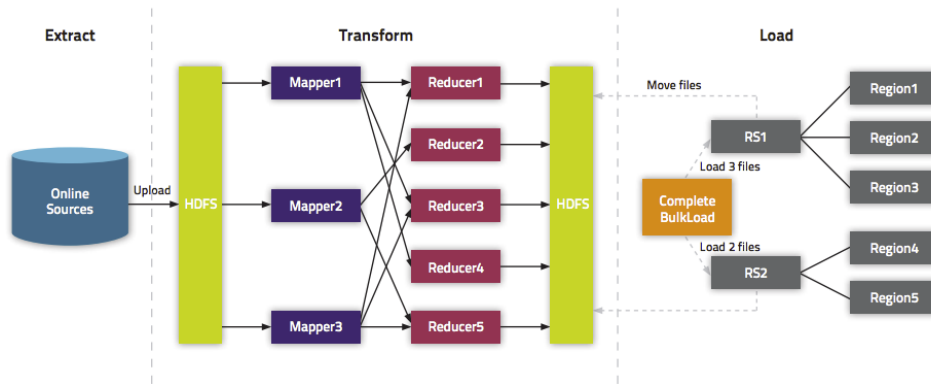 Extract
Transform
Load
Online
Sources
Upload
HDFS
Mapper1
Mapper2
Mapper3
Reducer1
Reducer2
Reducer3
Reducer4
Reducer5
HDFS
Move files
RS1
Load 3 files
Complete
BulkLoad
Load 2 files
RS2
Region1
Region2
Region3
Region4
Region5